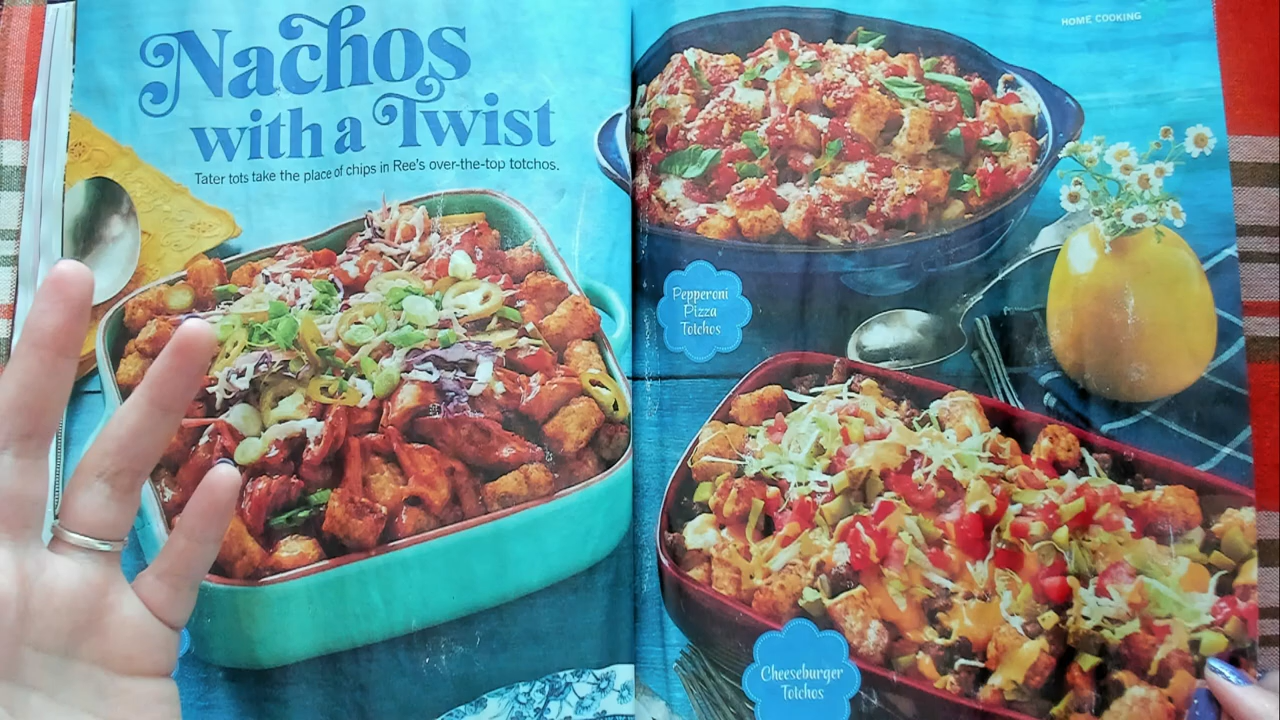 Nachos
with a Twist
Tater tots take the place of chips in Ree's over-the-top totchos.
HOME COOKING
Pepperoni
Pizza
Totchos
Cheeseburger
Totchos